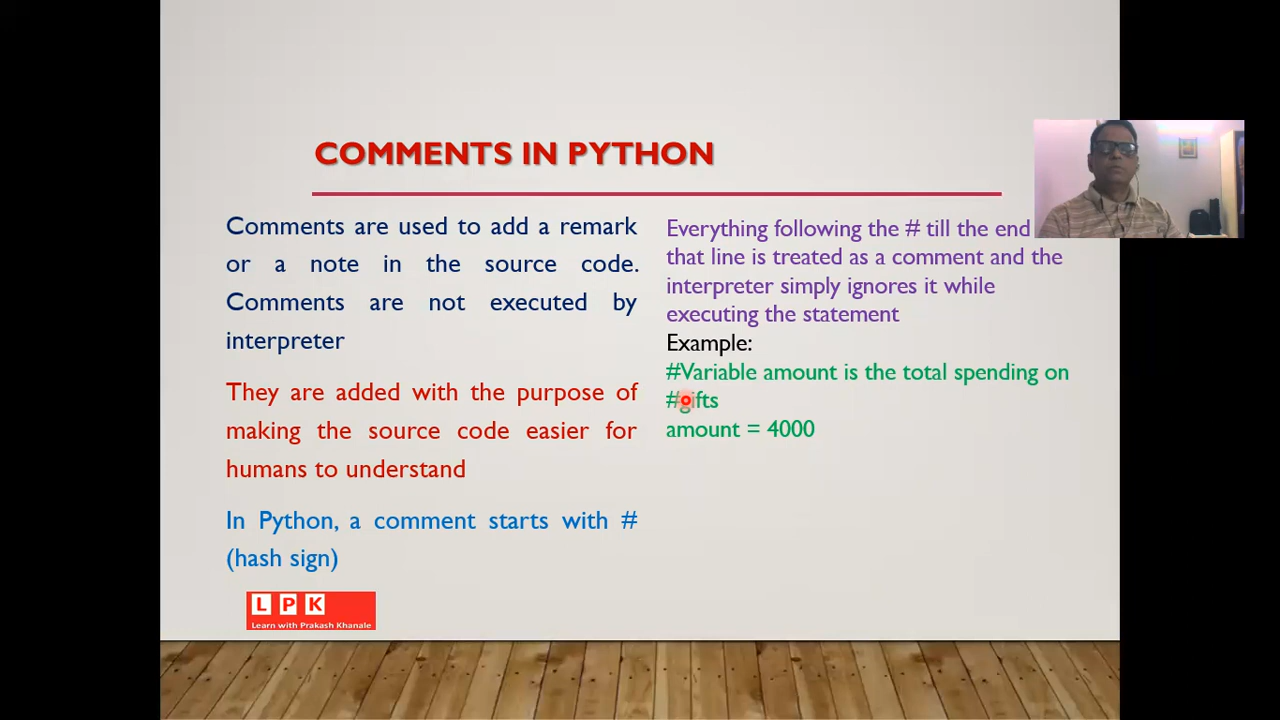 COMMENTS IN PYTHON
Comments are used to add a remark
or a note in the source code.
Comments are not executed by
interpreter
They are added with the purpose of
making the source code easier for
humans to understand
In Python, a comment starts with #
(hash sign)
Everything following the # till the end
that line is treated as a comment and the
interpreter simply ignores it while
executing the statement
Example:
#Variable amount is the total spending on
#gifts
amount = 4000
L P K
Learn with Prakash Khanale